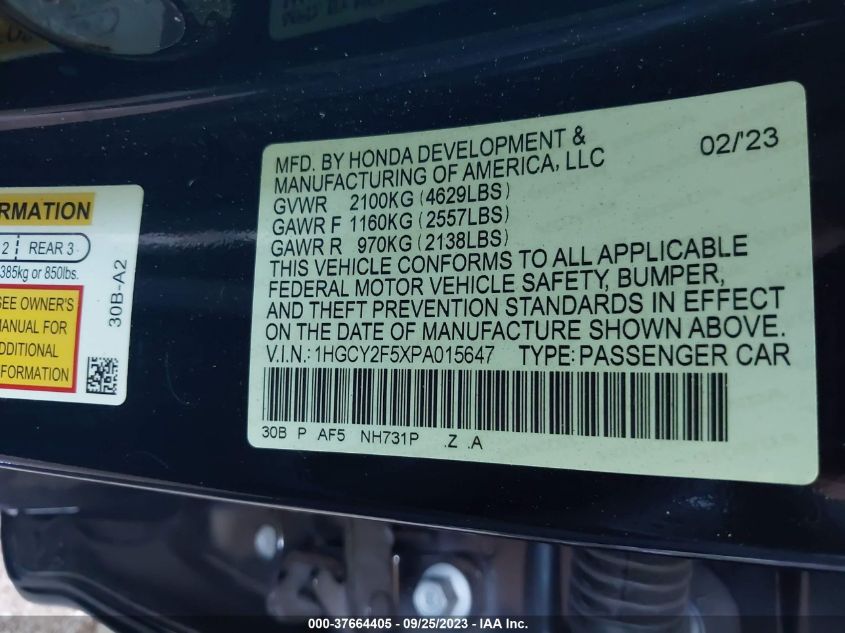 MFD. BY HONDA DEVELOPMENT & 02/'23
MANUFACTURING OF AMERICA, LLC
GVWR 2100KG (4629LBS)
GAWR F 1160KG (2557LBS)
GAWR R 970KG (2138LBS)
THIS VEHICLE CONFORMS TO ALL APPLICABLE
FEDERAL MOTOR VEHICLE SAFETY, BUMPER,
AND THEFT PREVENTION STANDARDS IN EFFECT
ON THE DATE OF MANUFACTURE SHOWN ABOVE.
V.I.N.: 1HGCY2F5XPA015647 TYPE: PASSENGER CAR
30B P AF5 NH731P .Z .A
RMATION
2 REAR 3
385kg or 850lbs.
SEE OWNER'S
MANUAL FOR
ADDITIONAL
INFORMATION
30B-A2
000-37664405 - 09/25/2023 - IAA Inc.